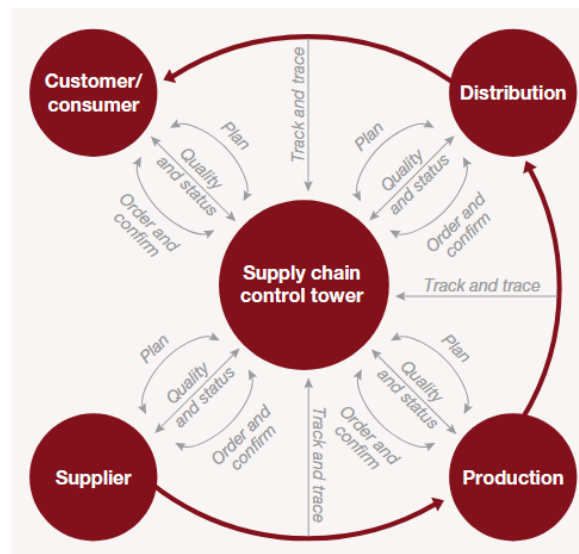 Customer/
consumer
Distribution
Track and trace
Plan
Quality
and status
Order and
confirm
Plan
Quality
and status
Order and
confirm
Supply chain
control tower
Track and trace
Plan
Quality
and status
Order and
confirm
Track and trace
Plan
Quality
and status
Order and
confirm
Supplier
Production